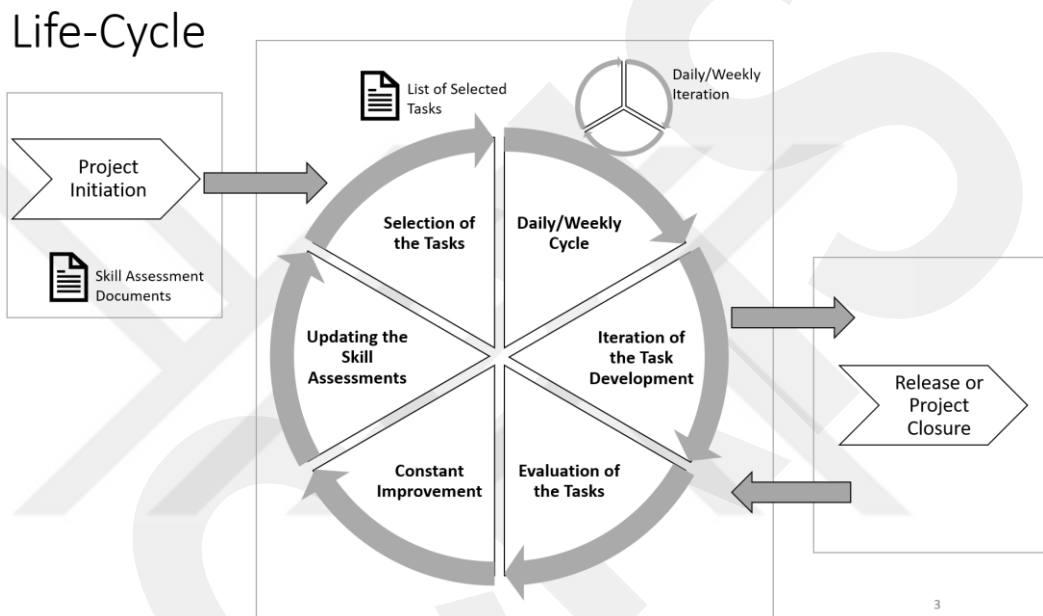 Life-Cycle
List of Selected
Tasks
Daily/Weekly
Iteration
Project
Initiation
Skill Assessment
Documents
Selection of
the Tasks
Daily/Weekly
Cycle
Updating the
Skill
Assessments
Iteration of
the Task
Development
Constant
Improvement
Evaluation of
the Tasks
Release or
Project
Closure
3